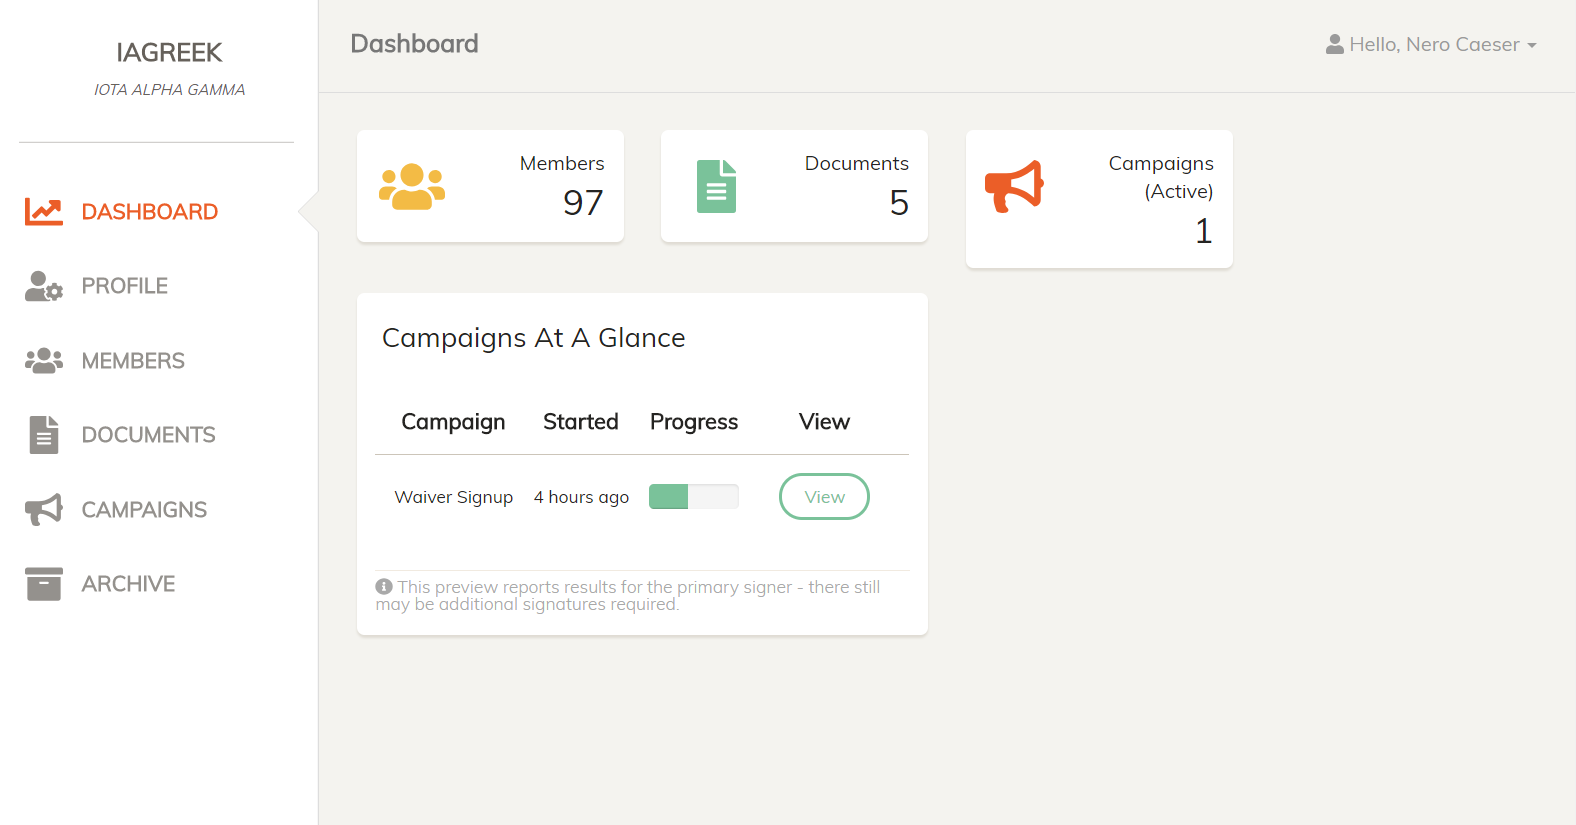 IAGREEK
IOTA ALPHA GAMMA
DASHBOARD
PROFILE
MEMBERS
DOCUMENTS
CAMPAIGNS
ARCHIVE
Dashboard
Hello, Nero Caeser
Members
97
Documents
5
Campaigns
(Active)
1
Campaigns At A Glance
Campaign Started Progress View
Waiver Signup 4 hours ago View
This preview reports results for the primary signer - there still
may be additional signatures required.